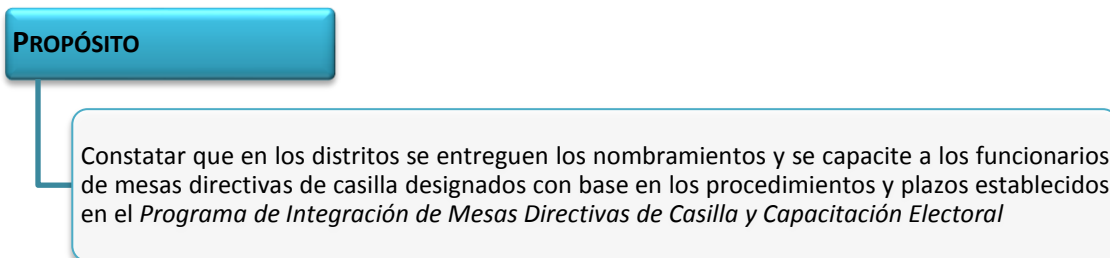 PROPÓSITO
Constatar que en los distritos se entreguen los nombramientos y se capacite a los funcionarios
de mesas directivas de casilla designados con base en los procedimientos y plazos establecidos
en el Programa de Integración de Mesas Directivas de Casilla y Capacitación Electoral